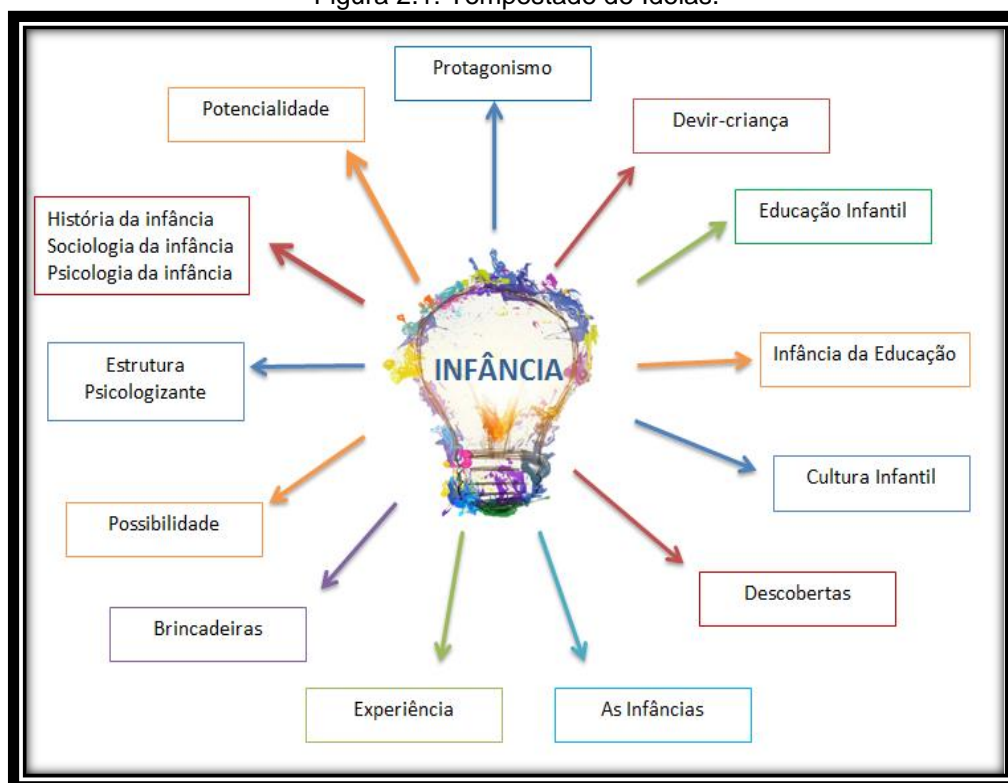 Figura 2.1: Tempestade de Ideias.
Protagonismo
Potencialidade
Devir-criança
História da infância
Sociologia da infância
Psicologia da infância
Educação Infantil
INFÂNCIA
Estrutura
Psicologizante
Infância da Educação
Cultura Infantil
Possibilidade
Descobertas
Brincadeiras
Experiência
As Infâncias